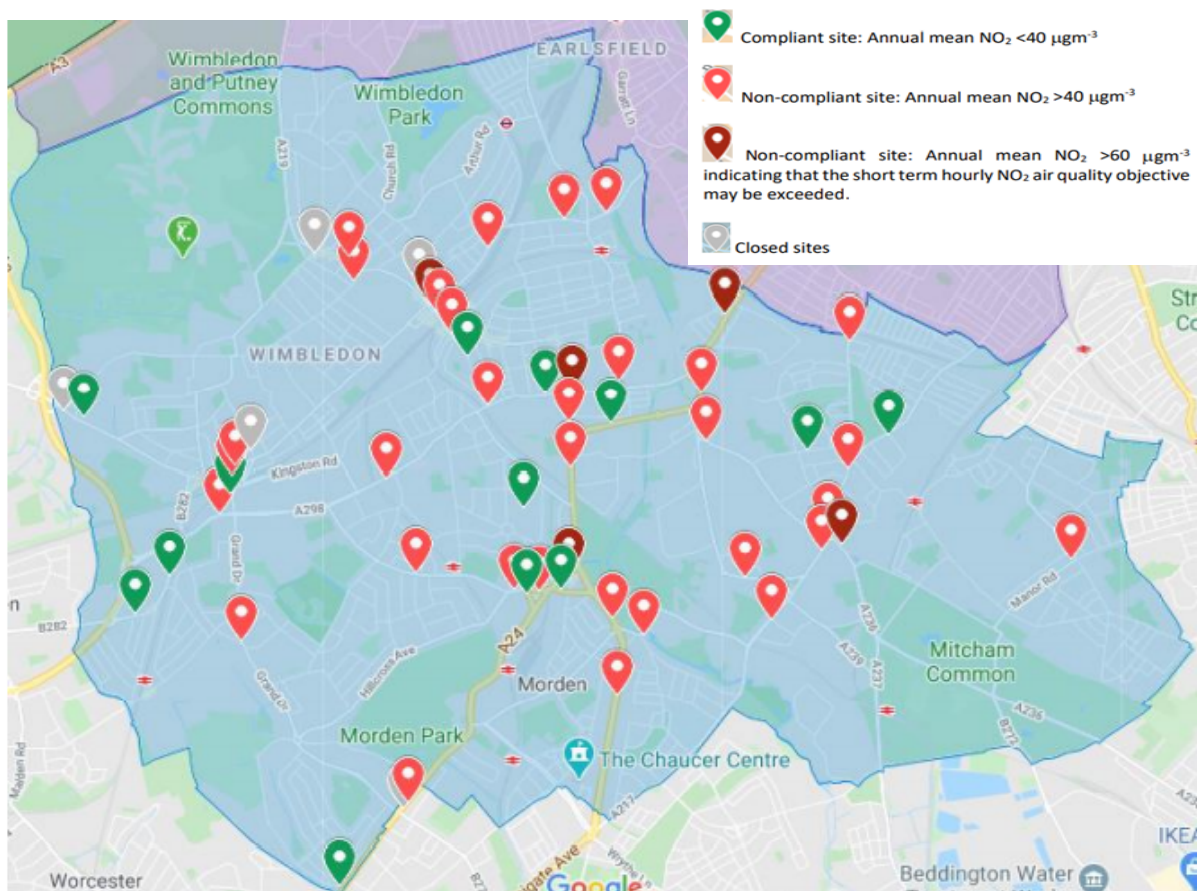 Compliant site: Annual mean NO₂ <40 µgm⁻³
Non-compliant site: Annual mean NO₂ >40 µgm⁻³
Non-compliant site: Annual mean NO₂ >60 µgm⁻³
indicating that the short term hourly NO₂ air quality objective
may be exceeded.
Closed sites
A3
Wimbledon
and Putney
Commons
Wimbledon
Park
EARLSFIELD
Garratt Ln
A219
Church Rd
Arthur Rd
WIMBLEDON
Kingston Rd
B282
A298
Grand Dr
B282
Grand Dr
Hillcross Ave
A24
Morden
Morden Park
The Chaucer Centre
A217
Manor Rd
A236
A239
A237
Mitcham
Common
A236
B272
Malden Rd
Worcester
Google
IKEA
Beddington Water